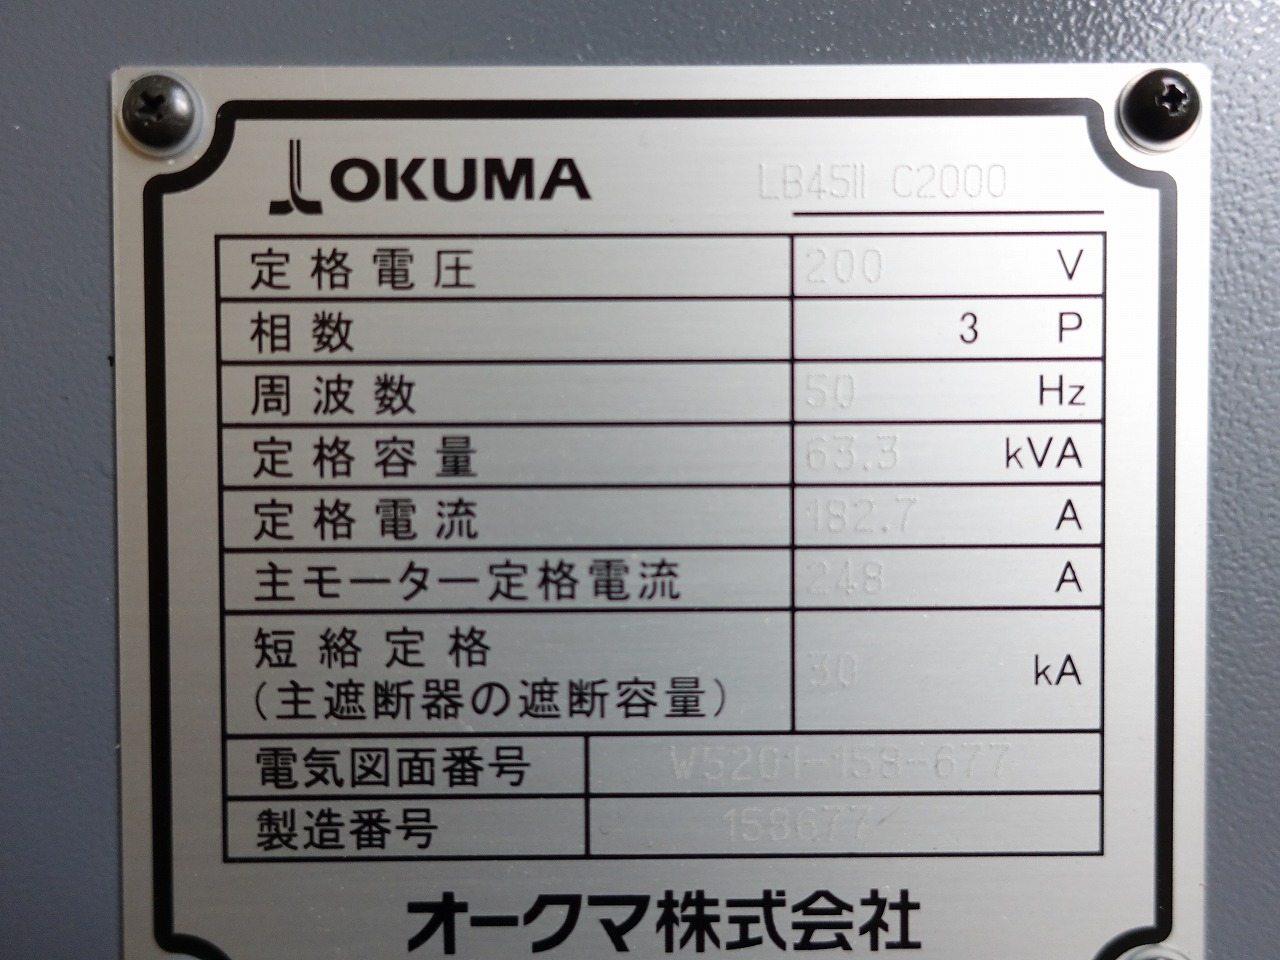 OKUMA LB45II C2000
定格電圧 200 V
相数 3 P
周波数 50 Hz
定格容量 63.3 kVA
定格電流 182.7 A
主モーター定格電流 248 A
短絡定格
(主遮断器の遮断容量) 30 kA
電気図面番号 W5201-158-677
製造番号 158677
オークマ株式会社